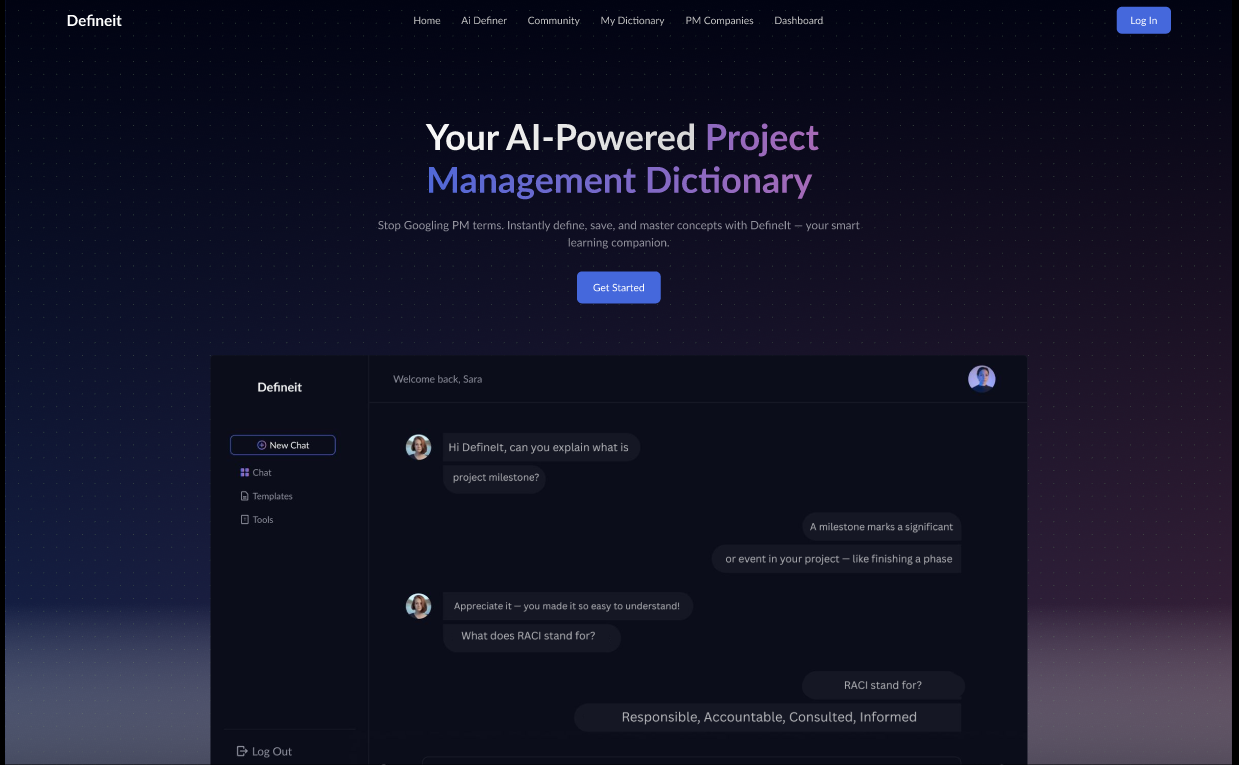 Defineit
Home Ai Definer Community My Dictionary PM Companies Dashboard
Log In
Your AI-Powered Project
Management Dictionary
Stop Googling PM terms. Instantly define, save, and master concepts with DefineIt — your smart
learning companion.
Get Started
Defineit
Welcome back, Sara
New Chat
Chat
Templates
Tools
Hi DefineIt, can you explain what is
project milestone?
A milestone marks a significant
or event in your project — like finishing a phase
Appreciate it — you made it so easy to understand!
What does RACI stand for?
RACI stand for?
Responsible, Accountable, Consulted, Informed
Log Out